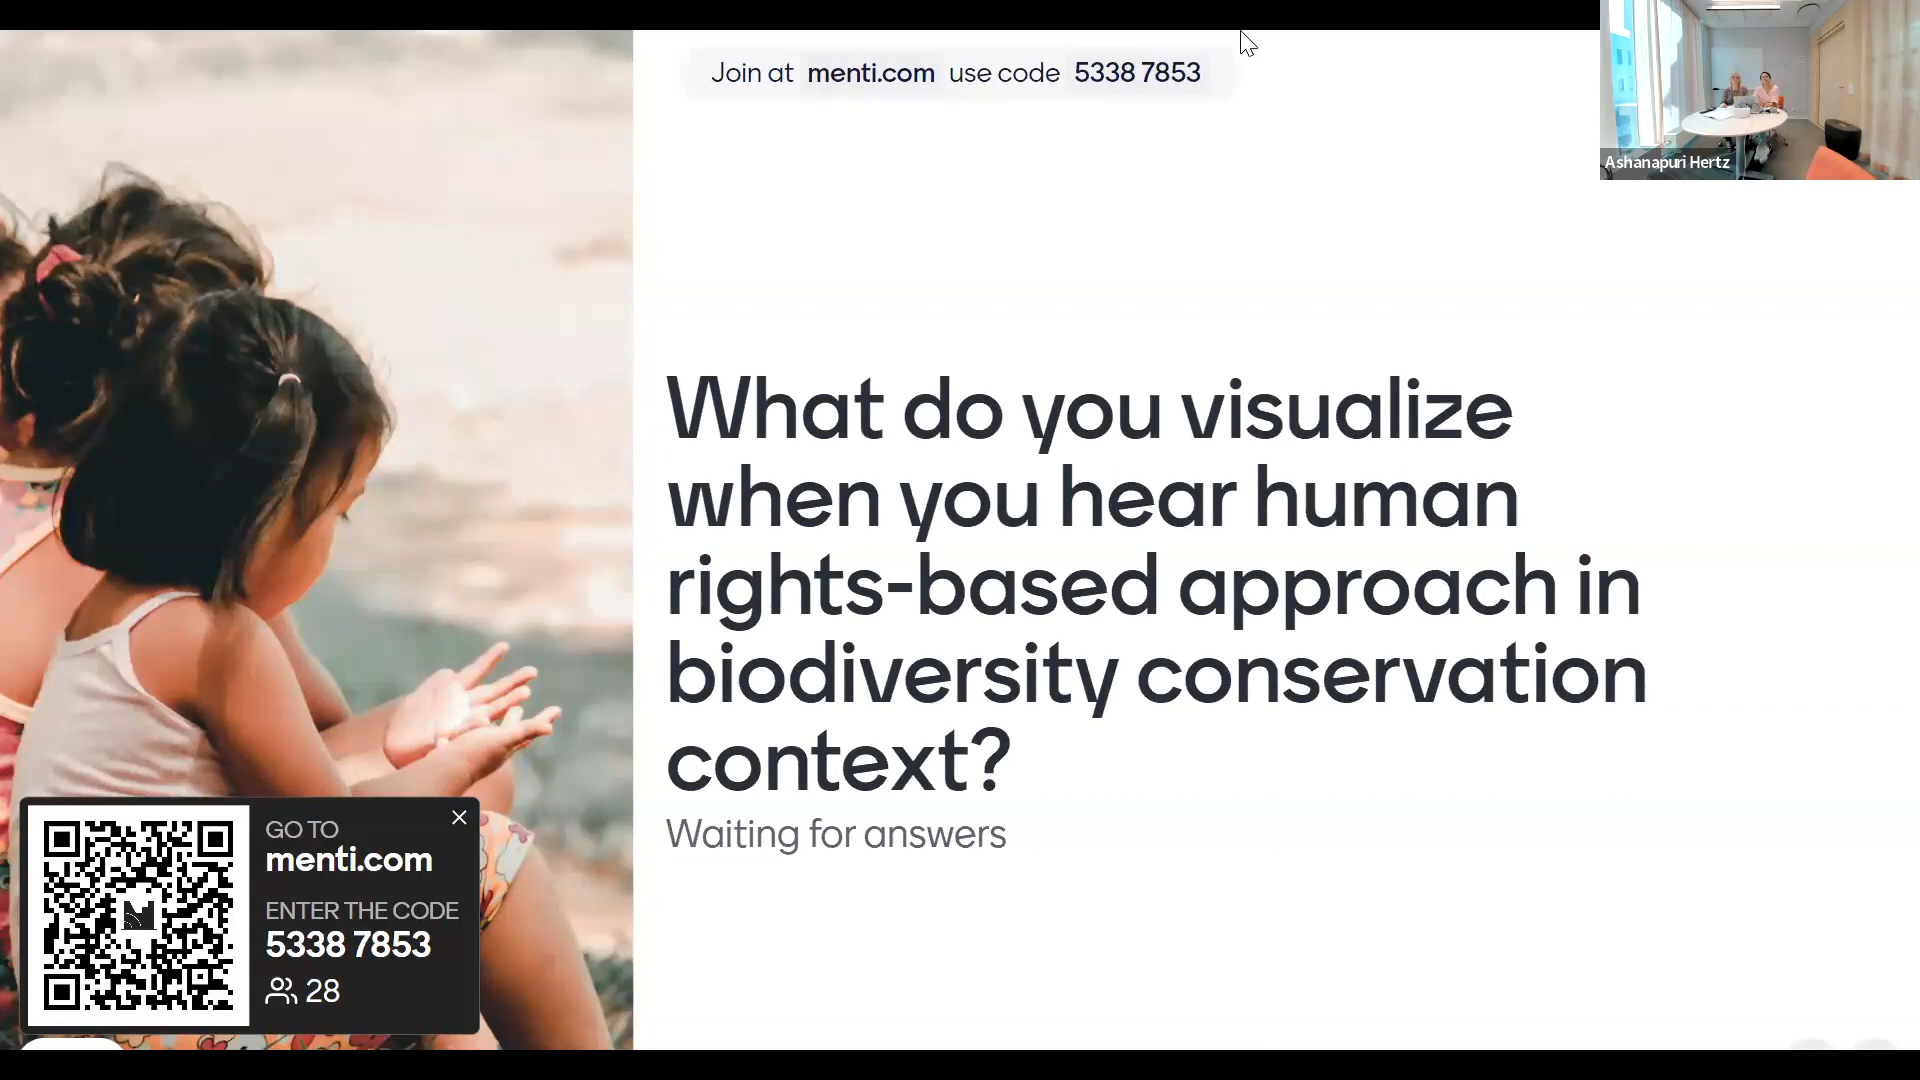 Join at menti.com use code 5338 7853
Ashanapuri Hertz
What do you visualize
when you hear human
rights-based approach in
biodiversity conservation
context?
Waiting for answers
GO TO
menti.com
ENTER THE CODE
5338 7853
28